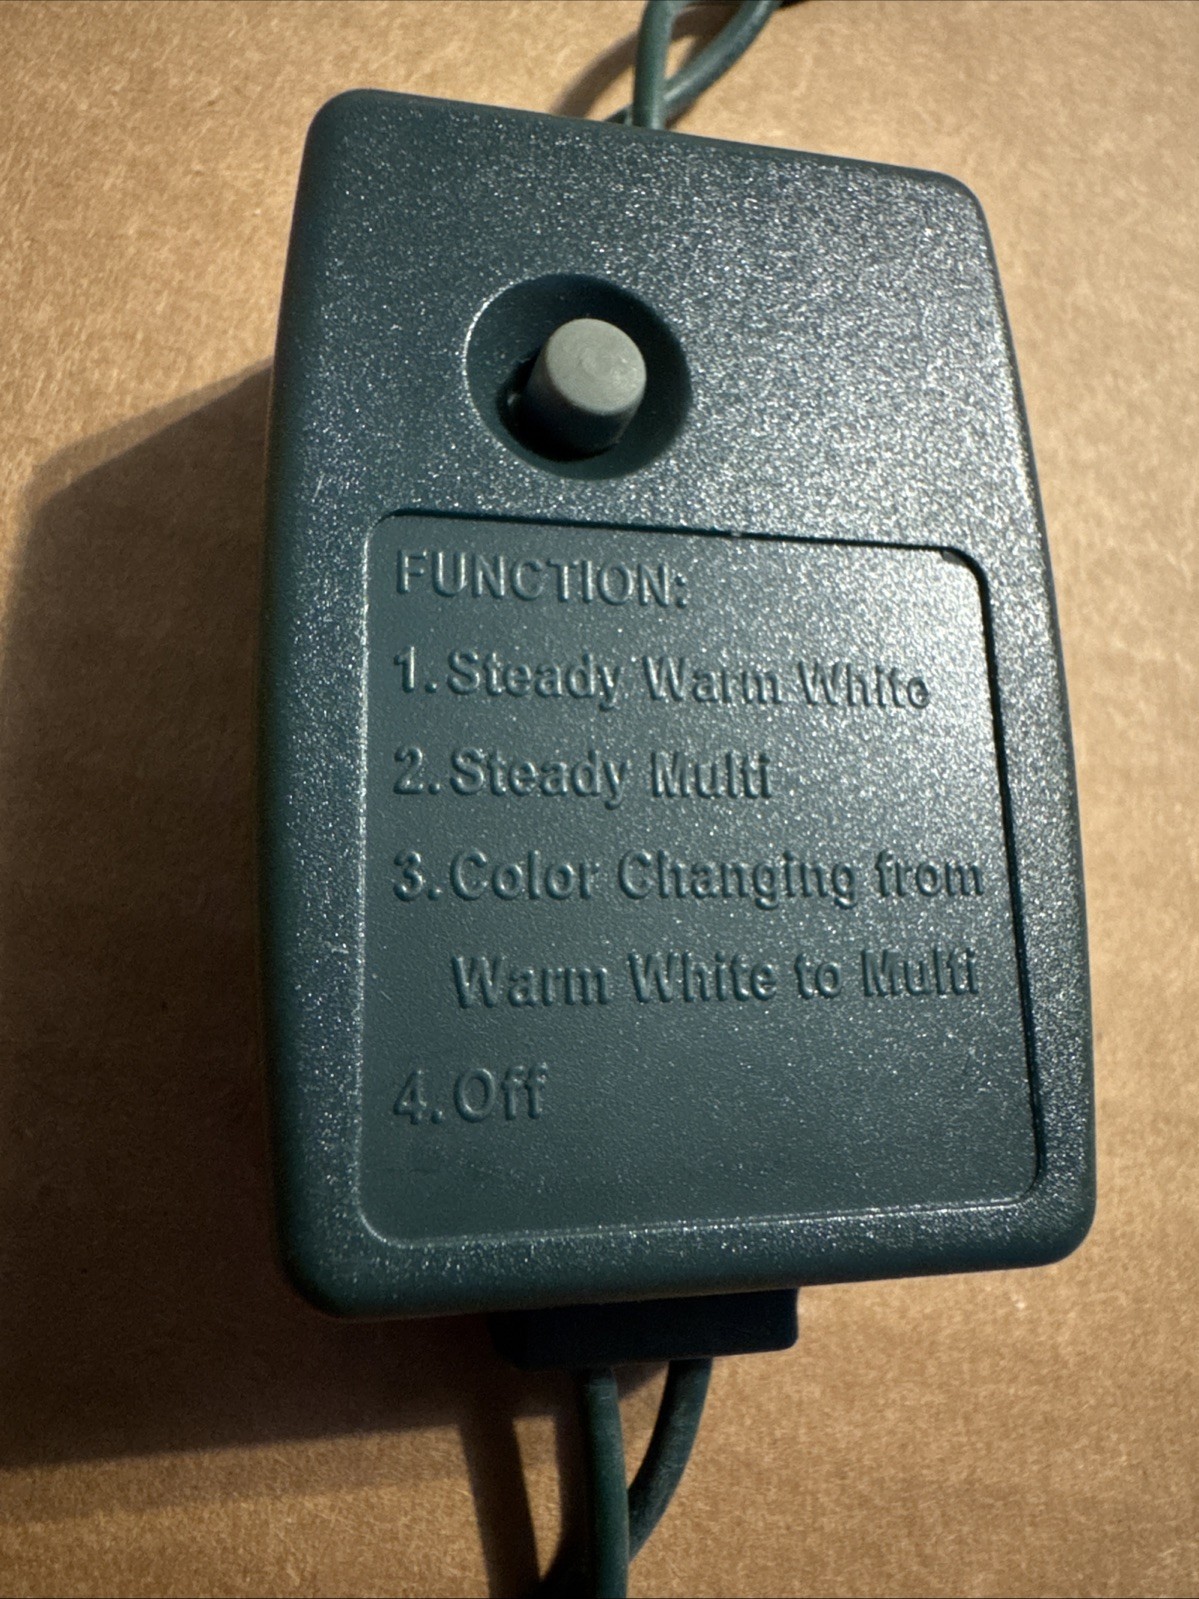 FUNCTION:
1. Steady Warm White
2. Steady Multi
3. Color Changing from
Warm White to Multi
4. Off